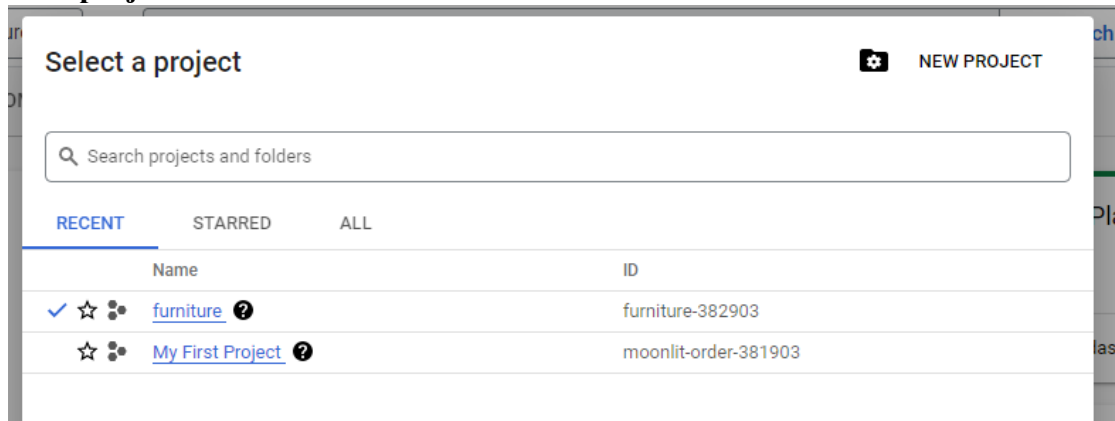 Select a project
NEW PROJECT
Search projects and folders
RECENT STARRED ALL
Name ID
furniture furniture-382903
My First Project moonlit-order-381903